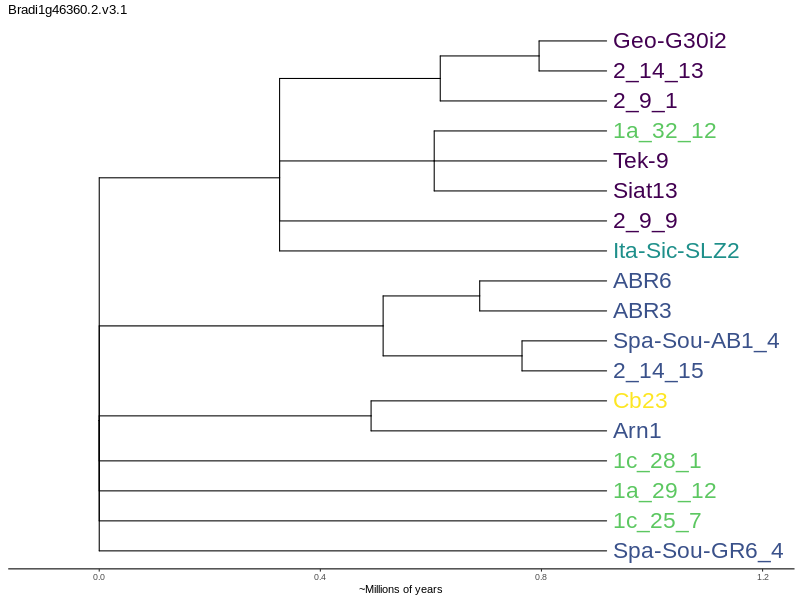 Bradi1g46360.2.v3.1
Geo-G30i2
2_14_13
2_9_1
1a_32_12
Tek-9
Siat13
2_9_9
Ita-Sic-SLZ2
ABR6
ABR3
Spa-Sou-AB1_4
2_14_15
Cb23
Arn1
1c_28_1
1a_29_12
1c_25_7
Spa-Sou-GR6_4
0.0 0.4 0.8 1.2
~Millions of years